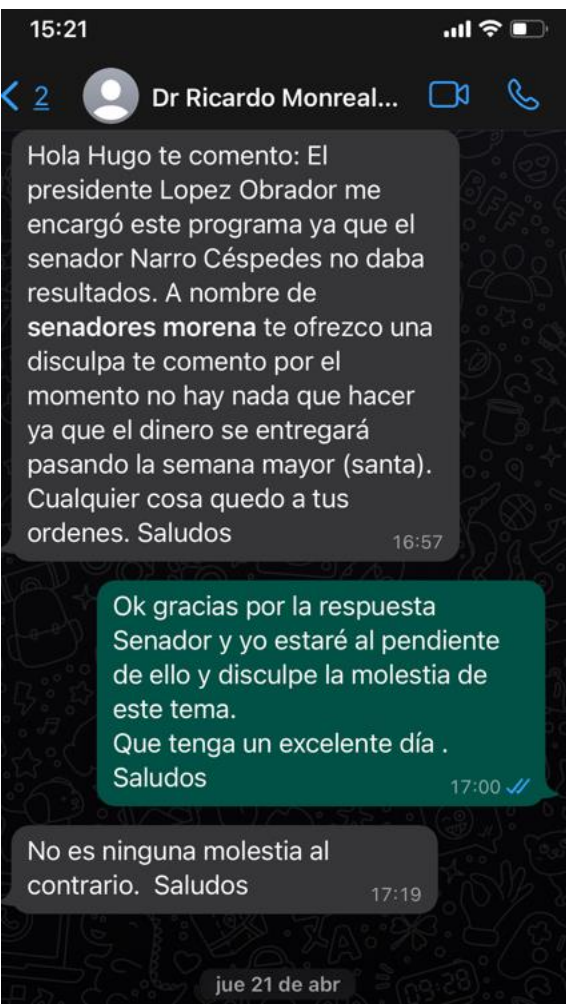 15:21
2
Dr Ricardo Monreal...
Hola Hugo te comento: El
presidente Lopez Obrador me
encargó este programa ya que el
senador Narro Céspedes no daba
resultados. A nombre de
senadores morena te ofrezco una
disculpa te comento por el
momento no hay nada que hacer
ya que el dinero se entregará
pasando la semana mayor (santa).
Cualquier cosa quedo a tus
ordenes. Saludos
16:57
Ok gracias por la respuesta
Senador y yo estaré al pendiente
de ello y disculpe la molestia de
este tema.
Que tenga un excelente día .
Saludos
17:00
No es ninguna molestia al
contrario.  Saludos
17:19
jue 21 de abr